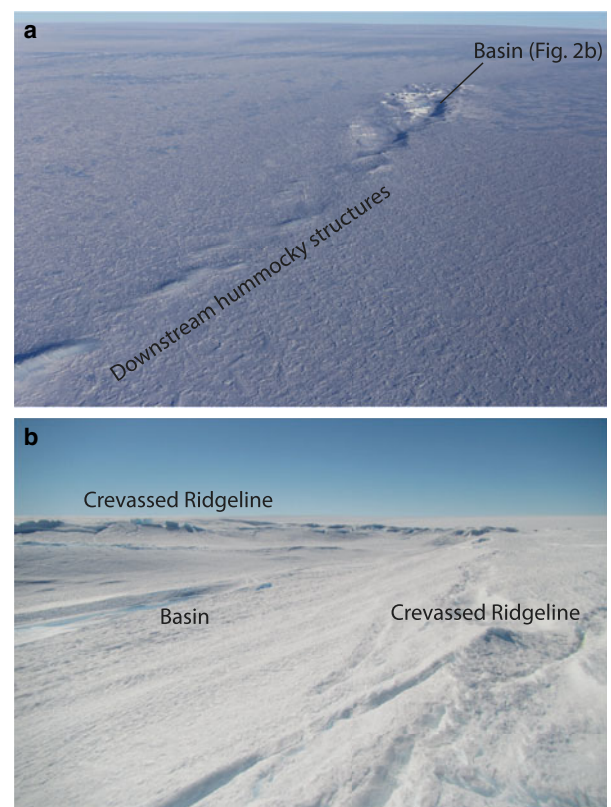 a
Basin (Fig. 2b)
Downstream hummocky structures
b
Crevassed Ridgeline
Basin
Crevassed Ridgeline